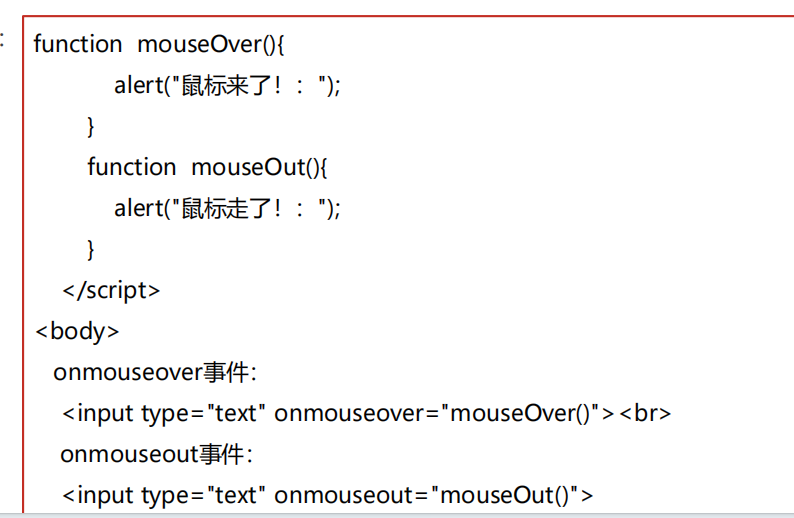 :
function mouseOver(){
alert("鼠标来了！：");
}
function mouseOut(){
alert("鼠标走了！：");
}
</script>
<body>
onmouseover事件：
<input type="text" onmouseover="mouseOver()"><br>
onmouseout事件：
<input type="text" onmouseout="mouseOut()">